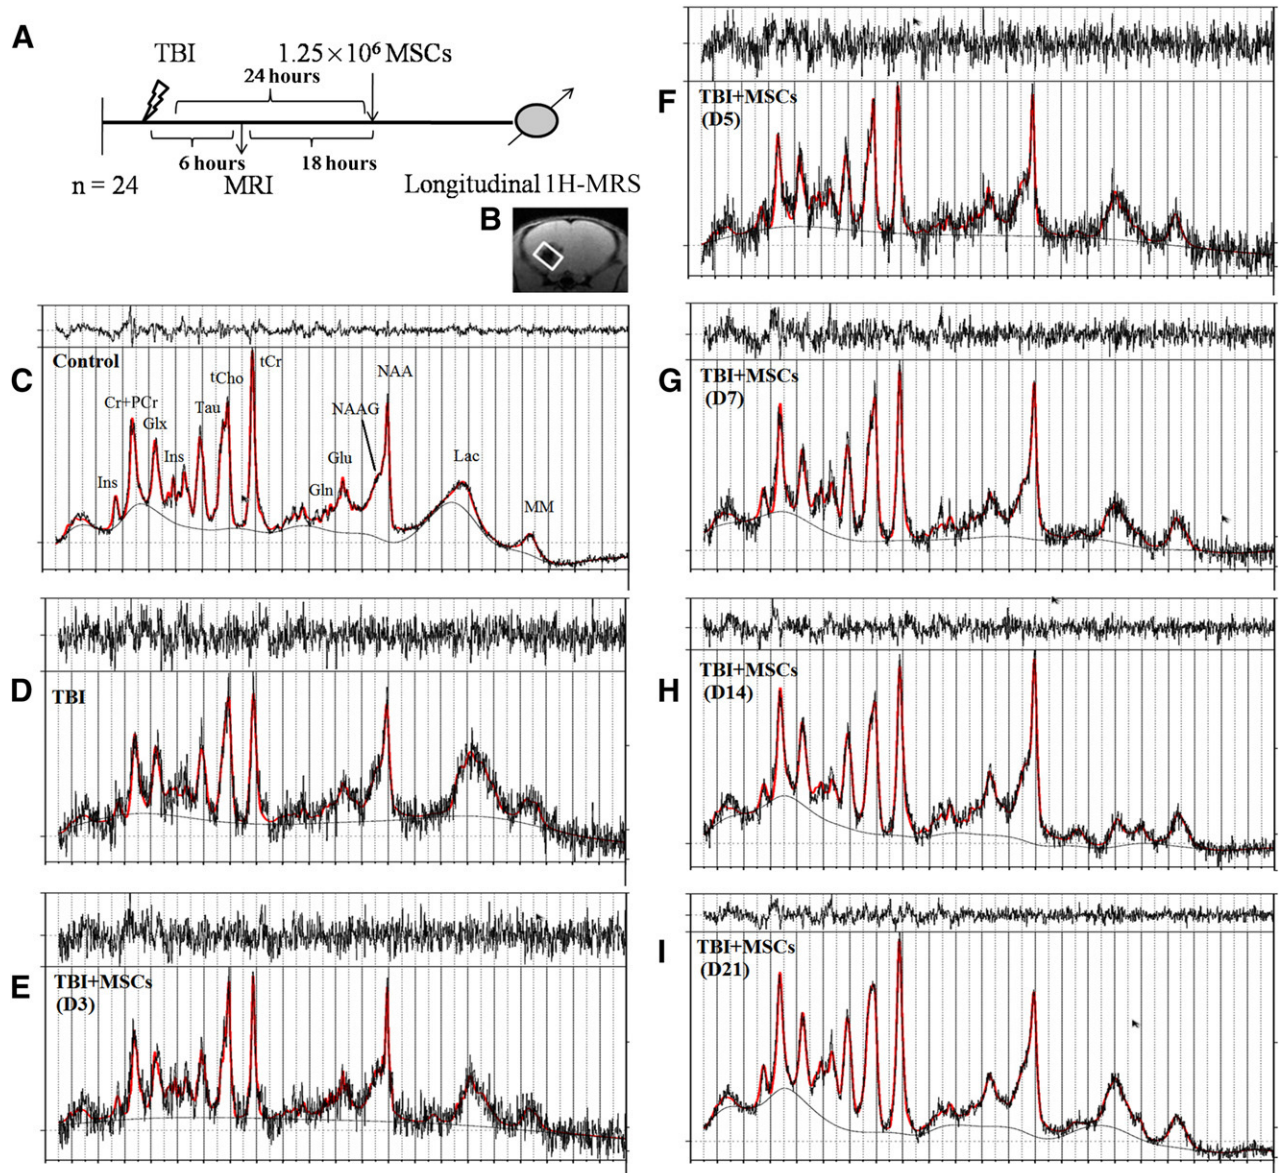 A
TBI
1.25×10⁶ MSCs
24 hours
6 hours
18 hours
n = 24
MRI
Longitudinal 1H-MRS
B
C
Control
Ins
Cr+PCr
Glx
Ins
Tau
tCho
tCr
Gln
Glu
NAAG
NAA
Lac
MM
D
TBI
E
TBI+MSCs
(D3)
F
TBI+MSCs
(D5)
G
TBI+MSCs
(D7)
H
TBI+MSCs
(D14)
I
TBI+MSCs
(D21)